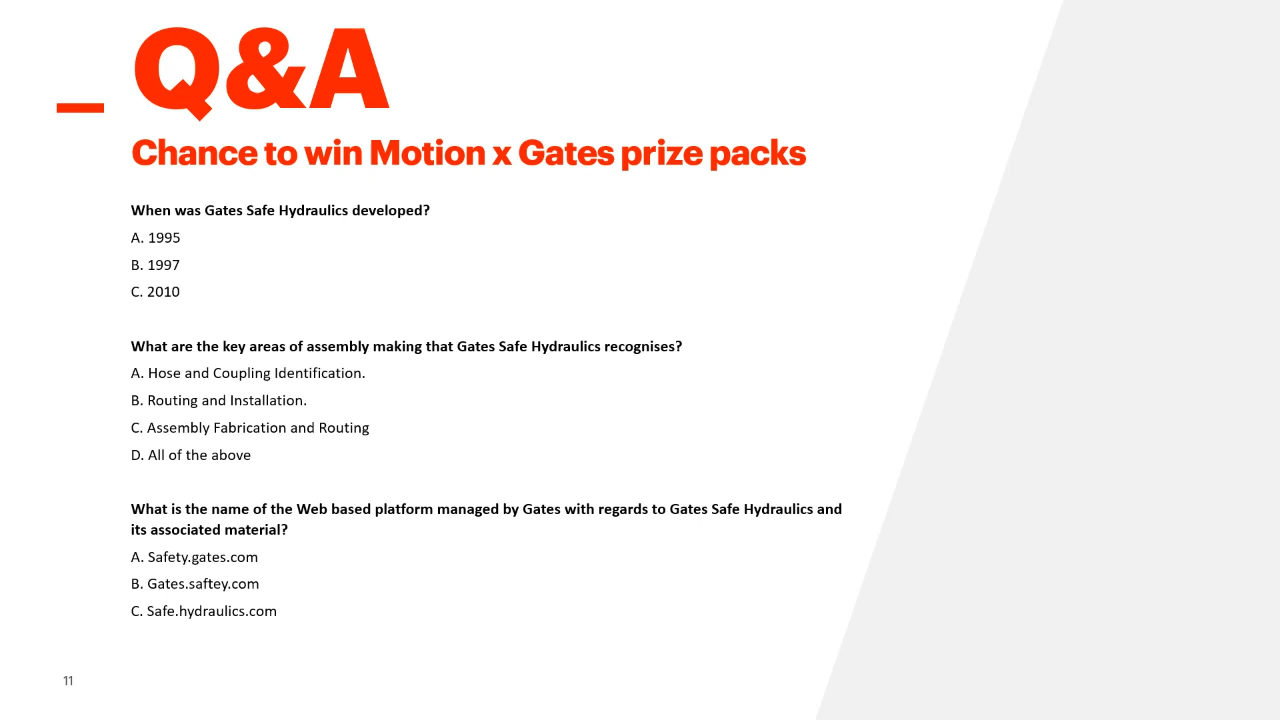 Q&A
Chance to win Motion x Gates prize packs
When was Gates Safe Hydraulics developed?
A. 1995
B. 1997
C. 2010
What are the key areas of assembly making that Gates Safe Hydraulics recognises?
A. Hose and Coupling Identification.
B. Routing and Installation.
C. Assembly Fabrication and Routing
D. All of the above
What is the name of the Web based platform managed by Gates with regards to Gates Safe Hydraulics and
its associated material?
A. Safety.gates.com
B. Gates.saftey.com
C. Safe.hydraulics.com
11